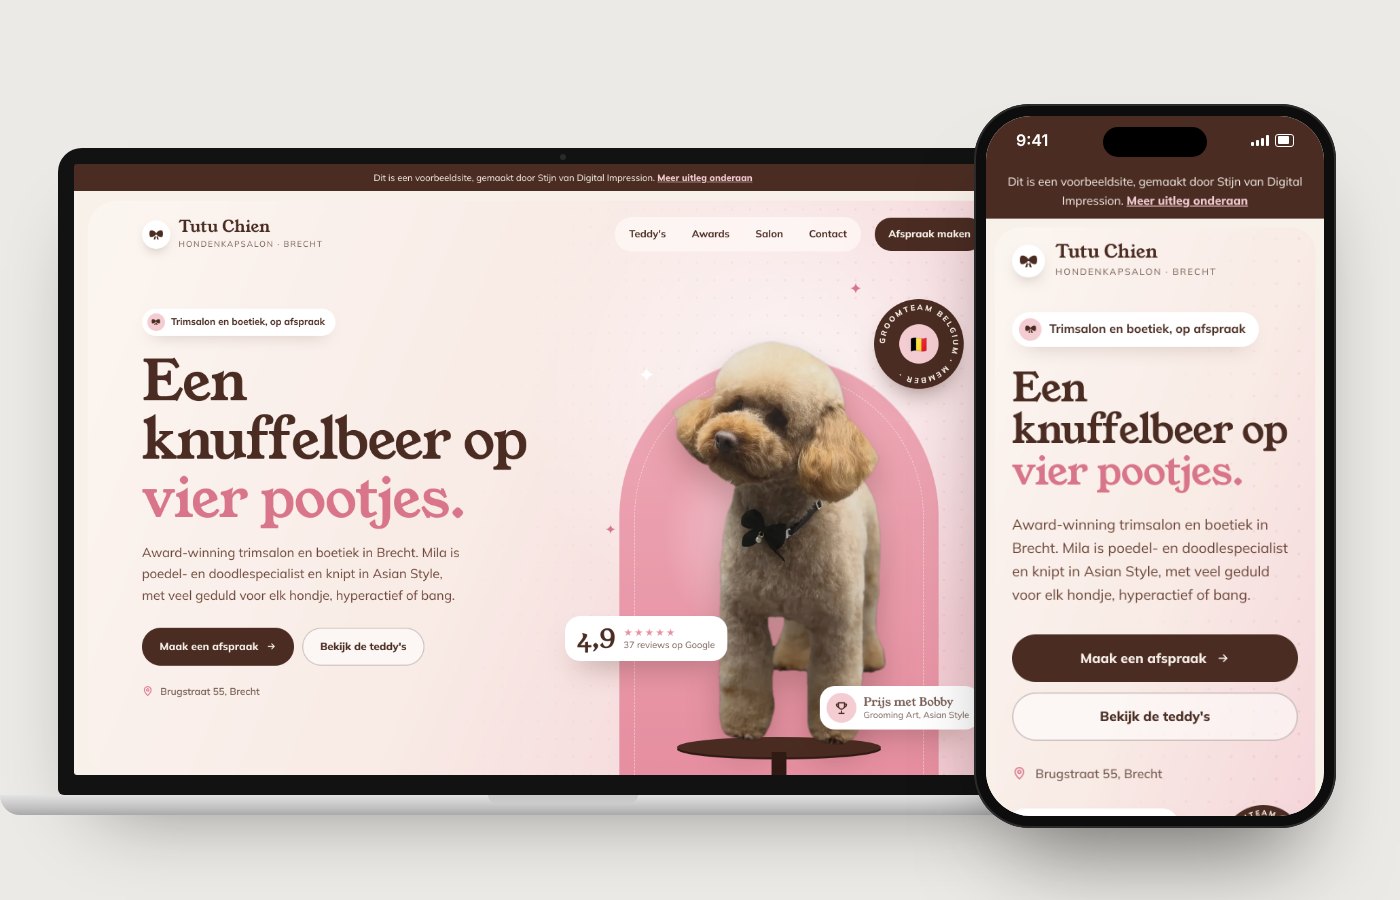 Dit is een voorbeeldsite, gemaakt door Stijn van Digital Impression. Meer uitleg onderaan
Tutu Chien
HONDENKAPSALON · BRECHT
Teddy's
Awards
Salon
Contact
Afspraak maken
Trimsalon en boetiek, op afspraak
Een
knuffelbeer op
vier pootjes.
Award-winning trimsalon en boetiek in Brecht. Mila is
poedel- en doodlespecialist en knipt in Asian Style,
met veel geduld voor elk hondje, hyperactief of bang.
Maak een afspraak →
Bekijk de teddy's
Brugstraat 55, Brecht
GROOMTEAM BELGIUM · MEMBER ·
4,9
★★★★★
37 reviews op Google
Prijs met Bobby
Grooming Art, Asian Style
9:41
Dit is een voorbeeldsite, gemaakt door Stijn van Digital
Impression. Meer uitleg onderaan
Tutu Chien
HONDENKAPSALON · BRECHT
Trimsalon en boetiek, op afspraak
Een
knuffelbeer op
vier pootjes.
Award-winning trimsalon en boetiek in
Brecht. Mila is poedel- en doodlespecialist
en knipt in Asian Style, met veel geduld
voor elk hondje, hyperactief of bang.
Maak een afspraak →
Bekijk de teddy's
Brugstraat 55, Brecht